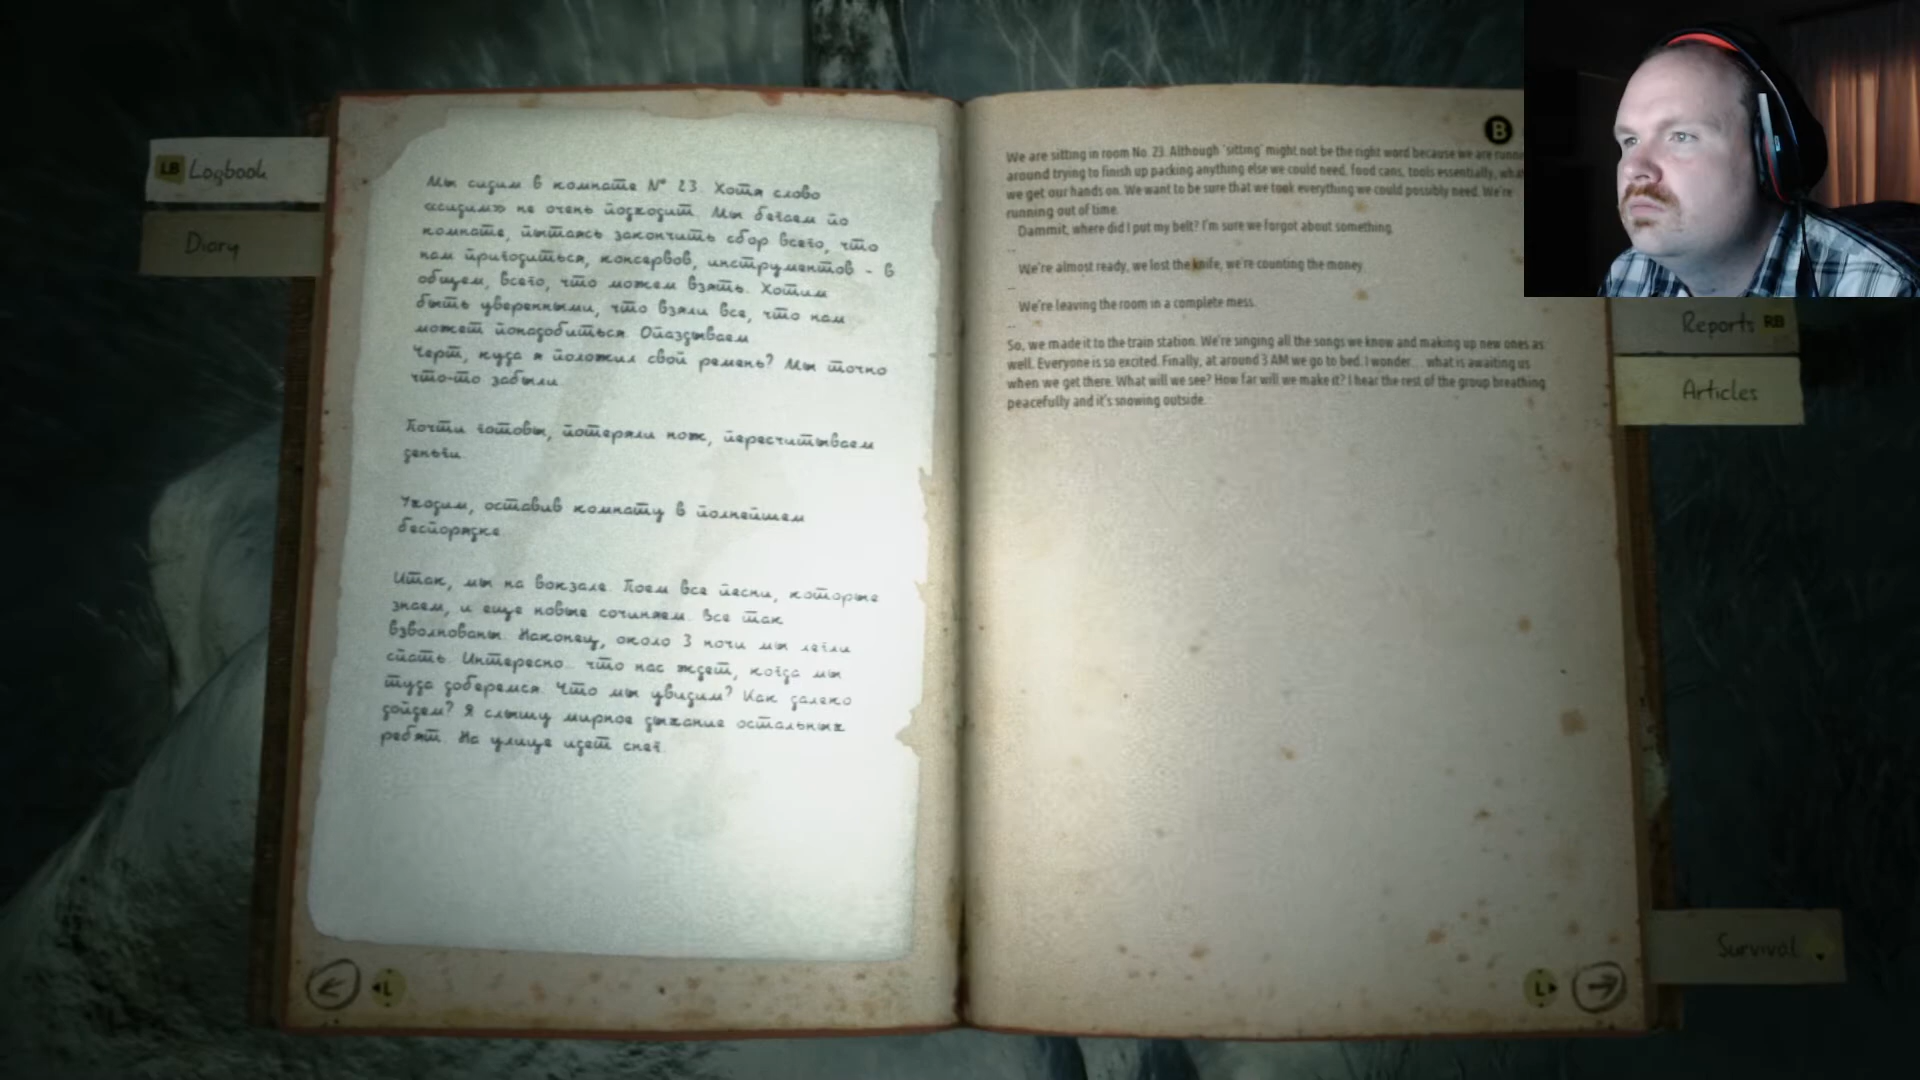 LB Logbook
Diary
Мы сидим в комнате № 23. Хотя слово
«сидим» не очень подходит. Мы бегаем по
комнате, пытаясь закончить сбор всего, что
нам пригодиться, консервов, инструментов - в
общем, всего, что можем взять. Хотим
быть уверенными, что взяли все, что нам
может понадобиться. Опаздываем
Черт, куда я положил свой ремень? Мы точно
что-то забыли.
Почти готовы, потеряли нож, пересчитываем
деньги.
Уходим, оставив комнату в полнейшем
беспорядке
Итак, мы на вокзале. Поем все песни, которые
знаем, и еще новые сочиняем. Все так
взволнованы. Наконец, около 3 ночи мы легли
спать. Интересно... что нас ждет, когда мы
туда доберемся. Что мы увидим? Как далеко
дойдем? Я слышу мирное дыхание остальных
ребят. На улице идет снег.
L
B
We are sitting in room No. 23. Although 'sitting' might not be the right word because we are
around trying to finish up packing anything else we could need, food cans, tools essentially,
we get our hands on. We want to be sure that we took everything we could possibly need. We're
running out of time.
Dammit, where did I put my belt? I'm sure we forgot about something.
--
We're almost ready, we lost the knife, we're counting the money.
--
We're leaving the room in a complete mess.
--
So, we made it to the train station. We're singing all the songs we know and making up new ones as
well. Everyone is so excited. Finally, at around 3 AM we go to bed. I wonder... what is awaiting us
when we get there. What will we see? How far will we make it? I hear the rest of the group breathing
peacefully and it's snowing outside.
Reports RB
Articles
Survival
L